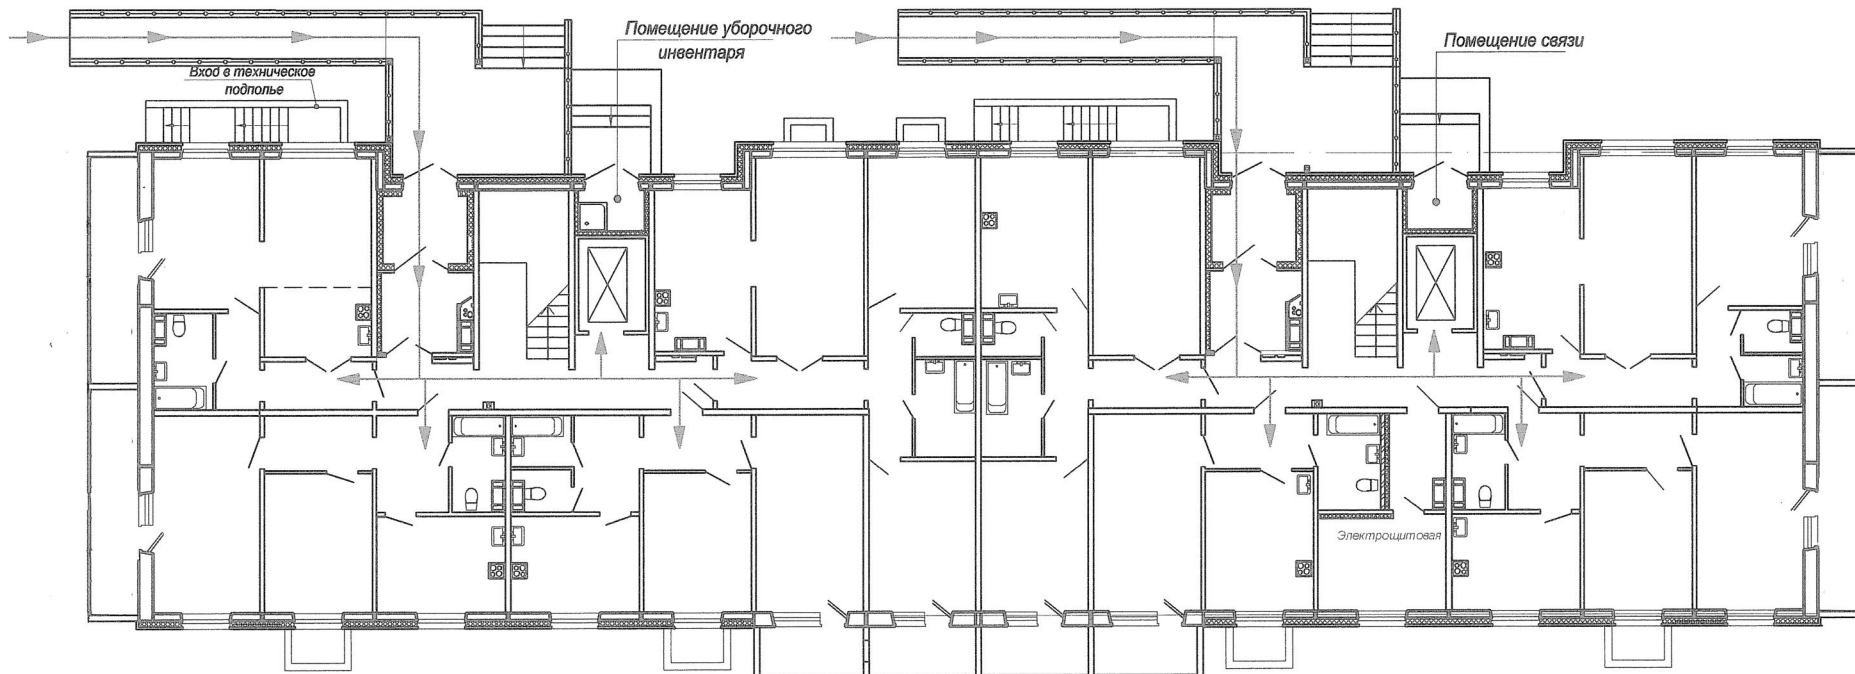 Помещение уборочного
инвентаря
Помещение связи
Вход в техническое
подполье
Электрощитовая